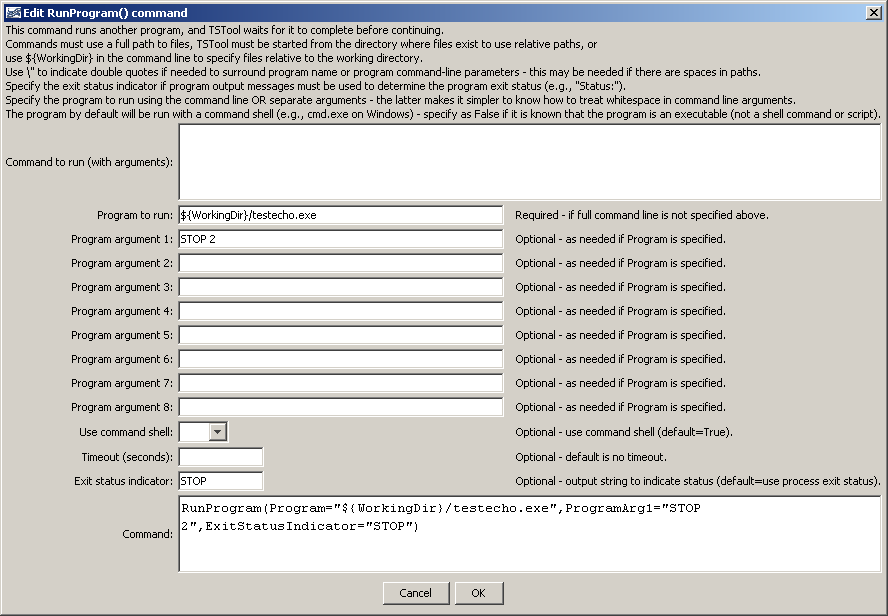 Edit RunProgram() command
This command runs another program, and TSTool waits for it to complete before continuing.
Commands must use a full path to files, TSTool must be started from the directory where files exist to use relative paths, or
use ${WorkingDir} in the command line to specify files relative to the working directory.
Use \" to indicate double quotes if needed to surround program name or program command-line parameters - this may be needed if there are spaces in paths.
Specify the exit status indicator if program output messages must be used to determine the program exit status (e.g., "Status:").
Specify the program to run using the command line OR separate arguments - the latter makes it simpler to know how to treat whitespace in command line arguments.
The program by default will be run with a command shell (e.g., cmd.exe on Windows) - specify as False if it is known that the program is an executable (not a shell command or script).
Command to run (with arguments):
Program to run: ${WorkingDir}/testecho.exe Required - if full command line is not specified above.
Program argument 1: STOP 2 Optional - as needed if Program is specified.
Program argument 2: Optional - as needed if Program is specified.
Program argument 3: Optional - as needed if Program is specified.
Program argument 4: Optional - as needed if Program is specified.
Program argument 5: Optional - as needed if Program is specified.
Program argument 6: Optional - as needed if Program is specified.
Program argument 7: Optional - as needed if Program is specified.
Program argument 8: Optional - as needed if Program is specified.
Use command shell: Optional - use command shell (default=True).
Timeout (seconds): Optional - default is no timeout.
Exit status indicator: STOP Optional - output string to indicate status (default=use process exit status).
Command: RunProgram(Program="${WorkingDir}/testecho.exe",ProgramArg1="STOP
2",ExitStatusIndicator="STOP")
Cancel OK